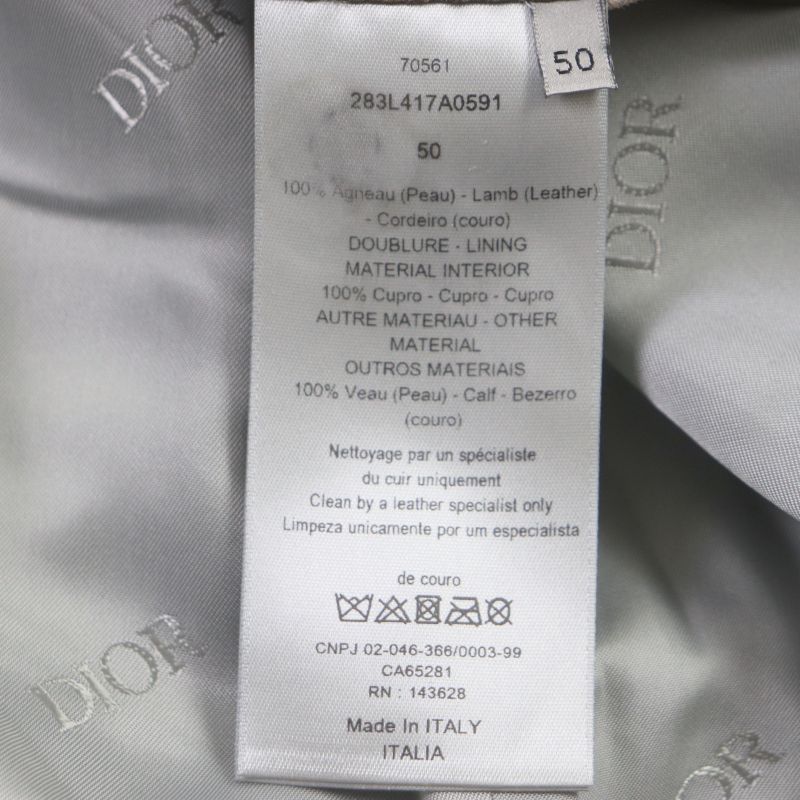 DIOR
50
70561
283L417A0591
50
100% Agneau (Peau) - Lamb (Leather)
- Cordeiro (couro)
DOUBLURE - LINING
MATERIAL INTERIOR
100% Cupro - Cupro - Cupro
AUTRE MATERIAU - OTHER
MATERIAL
OUTROS MATERIAIS
100% Veau (Peau) - Calf - Bezerro
(couro)
Nettoyage par un spécialiste
du cuir uniquement
Clean by a leather specialist only
Limpeza unicamente por um especialista
de couro
CNPJ 02-046-366/0003-99
CA65281
RN : 143628
Made In ITALY
ITALIA
DIOR
DIOR
DIOR